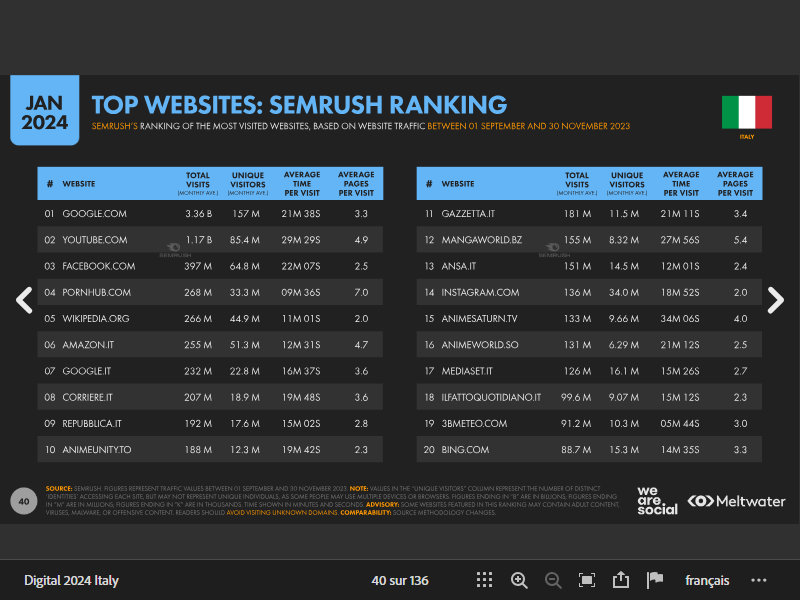 JAN
2024
TOP WEBSITES: SEMRUSH RANKING
SEMRUSH'S RANKING OF THE MOST VISITED WEBSITES, BASED ON WEBSITE TRAFFIC BETWEEN 01 SEPTEMBER AND 30 NOVEMBER 2023
ITALY
# WEBSITE TOTAL VISITS (MONTHLY AVE.) UNIQUE VISITORS (MONTHLY AVE.) AVERAGE TIME PER VISIT AVERAGE PAGES PER VISIT
01 GOOGLE.COM 3.36 B 157 M 21M 38S 3.3
02 YOUTUBE.COM 1.17 B 85.4 M 29M 29S 4.9
03 FACEBOOK.COM 397 M 64.8 M 22M 07S 2.5
04 PORNHUB.COM 268 M 33.3 M 09M 36S 7.0
05 WIKIPEDIA.ORG 266 M 44.9 M 11M 01S 2.0
06 AMAZON.IT 255 M 51.3 M 12M 31S 4.7
07 GOOGLE.IT 232 M 22.8 M 16M 37S 3.6
08 CORRIERE.IT 207 M 18.9 M 19M 48S 3.6
09 REPUBBLICA.IT 192 M 17.6 M 15M 02S 2.8
10 ANIMEUNITY.TO 188 M 12.3 M 19M 42S 2.3
SEMRUSH
# WEBSITE TOTAL VISITS (MONTHLY AVE.) UNIQUE VISITORS (MONTHLY AVE.) AVERAGE TIME PER VISIT AVERAGE PAGES PER VISIT
11 GAZZETTA.IT 181 M 11.5 M 21M 11S 3.4
12 MANGAWORLD.BZ 155 M 8.32 M 27M 56S 5.4
13 ANSA.IT 151 M 14.5 M 12M 01S 2.4
14 INSTAGRAM.COM 136 M 34.0 M 18M 52S 2.0
15 ANIMESATURN.TV 133 M 9.66 M 34M 06S 4.0
16 ANIMEWORLD.SO 131 M 6.29 M 21M 12S 2.5
17 MEDIASET.IT 126 M 16.1 M 15M 26S 2.7
18 ILFATTOQUOTIDIANO.IT 99.6 M 9.07 M 15M 12S 2.3
19 3BMETEO.COM 91.2 M 10.3 M 05M 44S 3.0
20 BING.COM 88.7 M 15.3 M 14M 35S 3.3
SEMRUSH
40
SOURCE: SEMRUSH. FIGURES REPRESENT TRAFFIC VALUES BETWEEN 01 SEPTEMBER AND 30 NOVEMBER 2023. NOTE: VALUES IN THE "UNIQUE VISITORS" COLUMN REPRESENT THE NUMBER OF DISTINCT
'IDENTITIES' ACCESSING EACH SITE, BUT MAY NOT REPRESENT UNIQUE INDIVIDUALS, AS SOME PEOPLE MAY USE MULTIPLE DEVICES OR BROWSERS. FIGURES ENDING IN "B" ARE IN BILLIONS; FIGURES ENDING
IN "M" ARE IN MILLIONS; FIGURES ENDING IN "K" ARE IN THOUSANDS. TIME SHOWN IN MINUTES AND SECONDS. ADVISORY: SOME WEBSITES FEATURED IN THIS RANKING MAY CONTAIN ADULT CONTENT,
VIRUSES, MALWARE, OR OFFENSIVE CONTENT. READERS SHOULD AVOID VISITING UNKNOWN DOMAINS. COMPARABILITY: SOURCE METHODOLOGY CHANGES.
we
are.
social
Meltwater
Digital 2024 Italy
40 sur 136
français